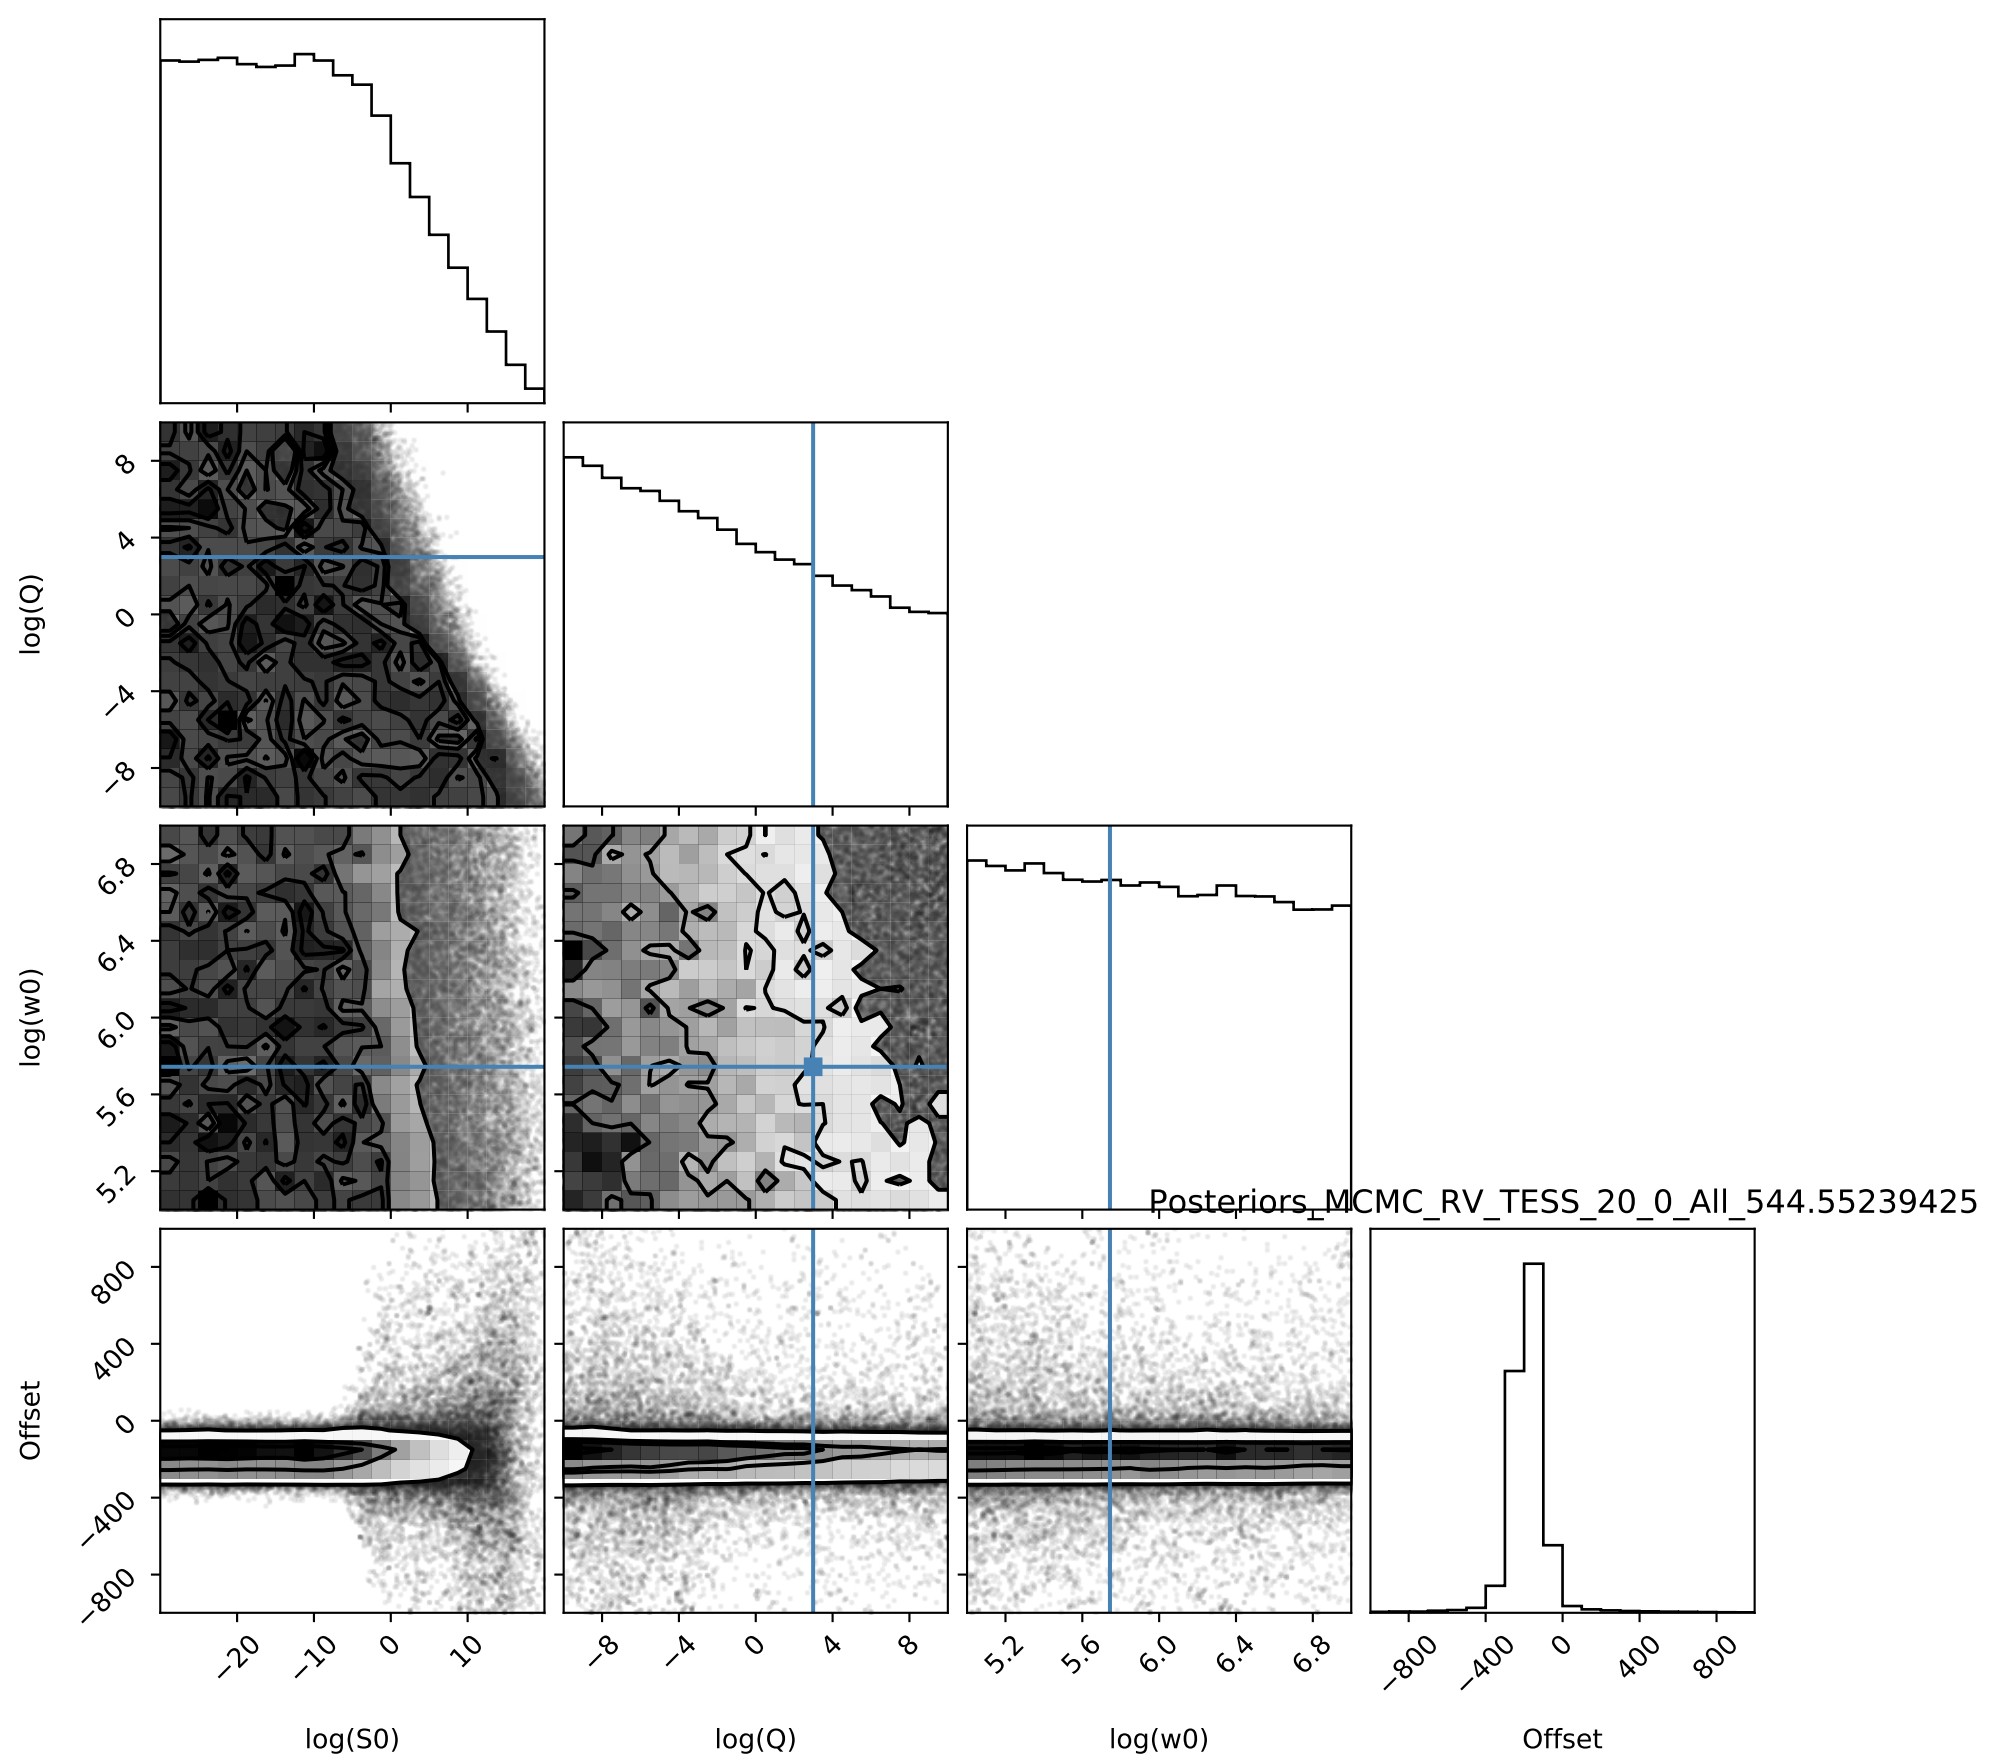 log(Q)
8
4
0
−4
−8
log(w0)
6.8
6.4
6.0
5.6
5.2
Posteriors_MCMC_RV_TESS_20_0_All_544.55239425
Offset
800
400
0
−400
−800
−20 −10 0 10
−8 −4 0 4 8
5.2 5.6 6.0 6.4 6.8
−800 −400 0 400 800
log(S0)
log(Q)
log(w0)
Offset